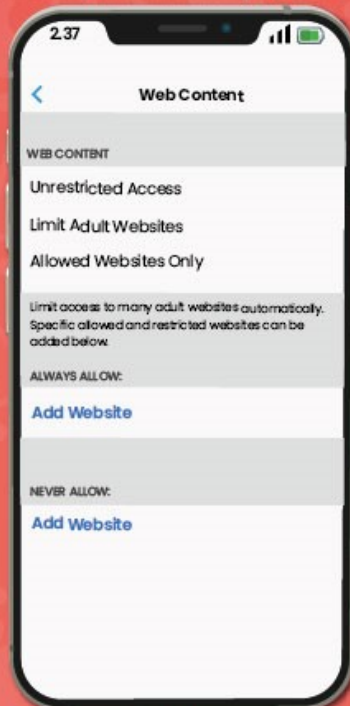 2.37
Web Content
WEB CONTENT
Unrestricted Access
Limit Adult Websites
Allowed Websites Only
Limit access to many adult websites automatically.
Specific allowed and restricted websites can be
added below.
ALWAYS ALLOW:
Add Website
NEVER ALLOW:
Add Website